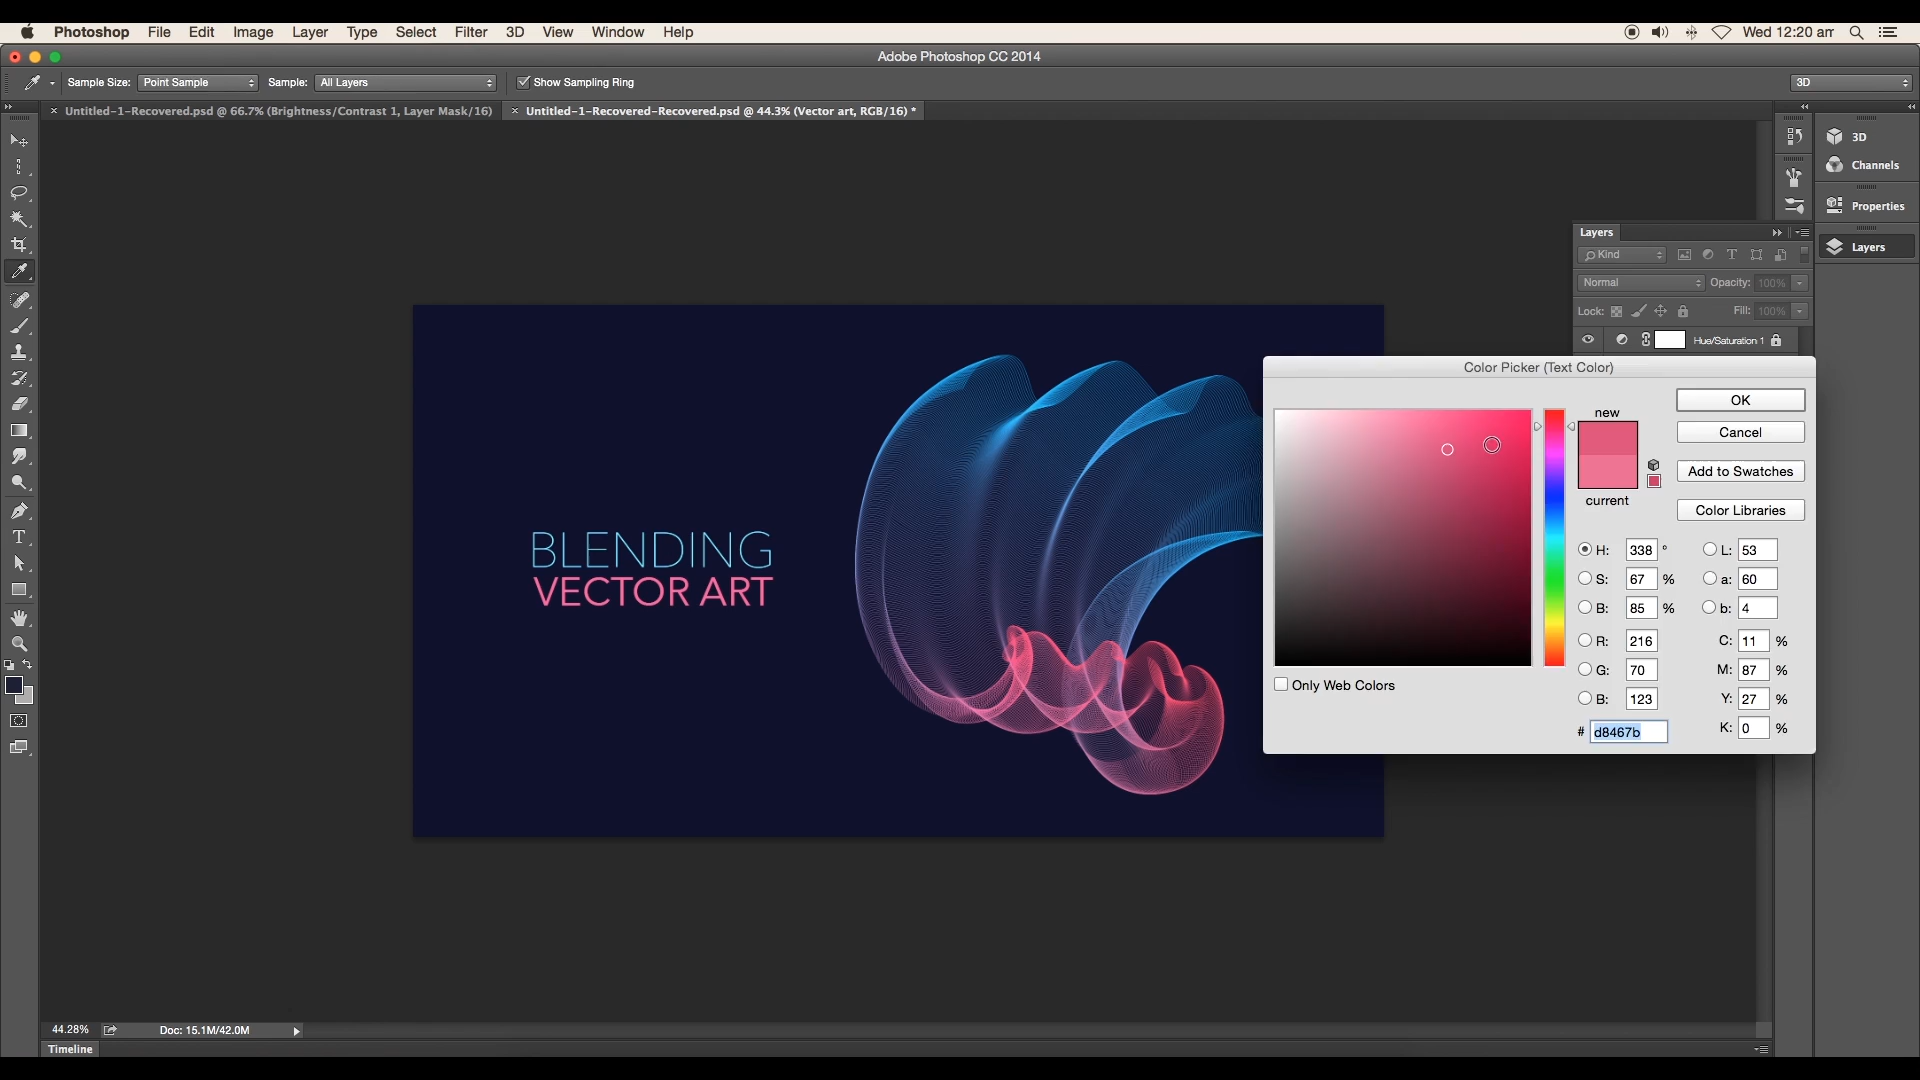 Photoshop File Edit Image Layer Type Select Filter 3D View Window Help Wed 12:20 am
Adobe Photoshop CC 2014
Sample Size: Point Sample Sample: All Layers Show Sampling Ring 3D
× Untitled-1-Recovered.psd @ 66.7% (Brightness/Contrast 1, Layer Mask/16) × Untitled-1-Recovered-Recovered.psd @ 44.3% (Vector art, RGB/16) *
3D
Channels
Properties
Layers
Layers
Kind
Normal Opacity: 100%
Lock: Fill: 100%
Hue/Saturation 1
BLENDING
VECTOR ART
Color Picker (Text Color)
new
current
OK
Cancel
Add to Swatches
Color Libraries
H: 338 ° L: 53
S: 67 % a: 60
B: 85 % b: 4
R: 216 C: 11 %
G: 70 M: 87 %
B: 123 Y: 27 %
# d8467b K: 0 %
Only Web Colors
44.28% Doc: 15.1M/42.0M
Timeline